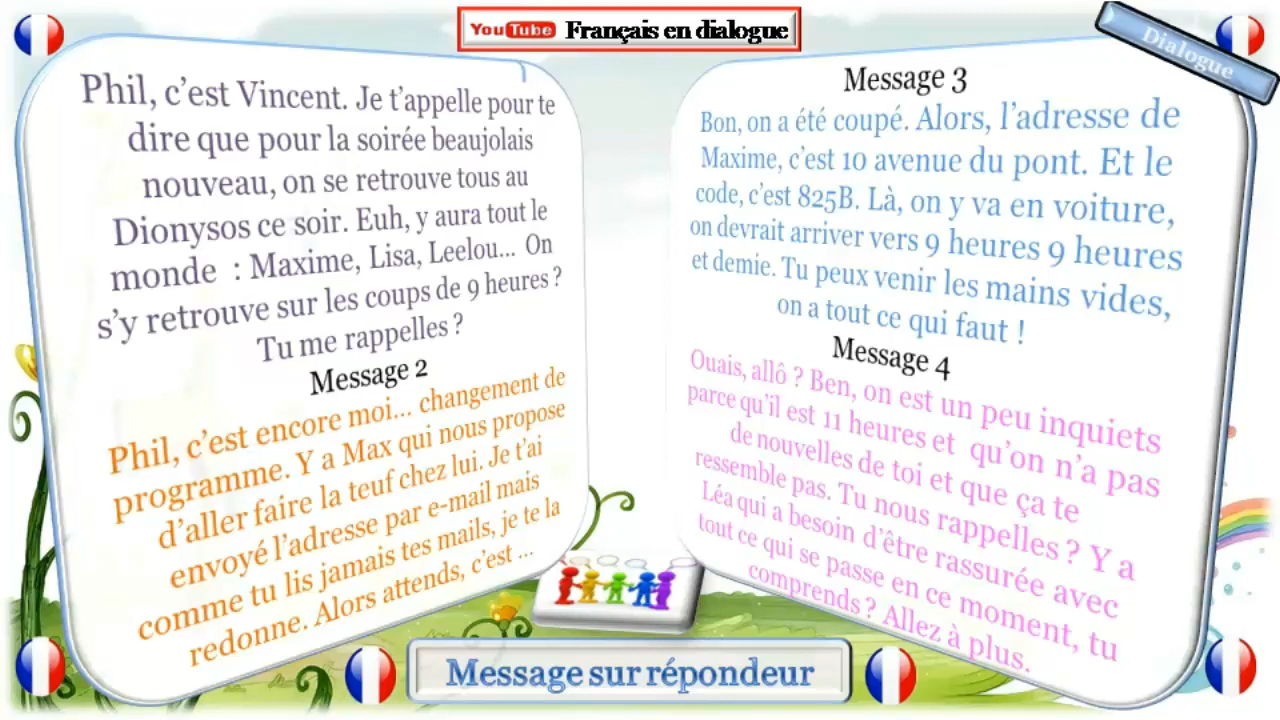 YouTube Français en dialogue
Dialogue
Phil, c’est Vincent. Je t’appelle pour te
dire que pour la soirée beaujolais
nouveau, on se retrouve tous au
Dionysos ce soir. Euh, y aura tout le
monde : Maxime, Lisa, Leelou... On
s’y retrouve sur les coups de 9 heures ?
Tu me rappelles ?
Message 2
Phil, c’est encore moi... changement de
programme. Y a Max qui nous propose
d’aller faire la teuf chez lui. Je t’ai
envoyé l’adresse par e-mail mais
comme tu lis jamais tes mails, je te la
redonne. Alors attends, c’est ...
Message 3
Bon, on a été coupé. Alors, l’adresse de
Maxime, c’est 10 avenue du pont. Et le
code, c’est 825B. Là, on y va en voiture,
on devrait arriver vers 9 heures 9 heures
et demie. Tu peux venir les mains vides,
on a tout ce qui faut !
Message 4
Ouais, allô ? Ben, on est un peu inquiets
parce qu’il est 11 heures et qu’on n’a pas
de nouvelles de toi et que ça te
ressemble pas. Tu nous rappelles ? Y a
Léa qui a besoin d’être rassurée avec
tout ce qui se passe en ce moment, tu
comprends ? Allez à plus.
Message sur répondeur